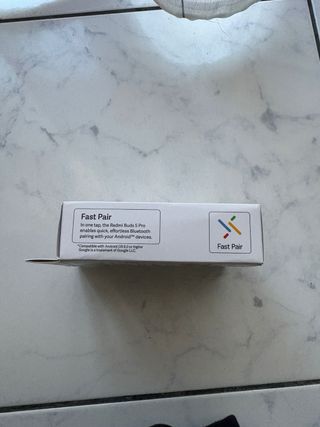 Fast Pair
In one tap, the Redmi Buds 5 Pro
enables quick, effortless Bluetooth
pairing with your Android™ devices.
*Compatible with Android OS 6.0 or higher
Google is a trademark of Google LLC.
Fast Pair